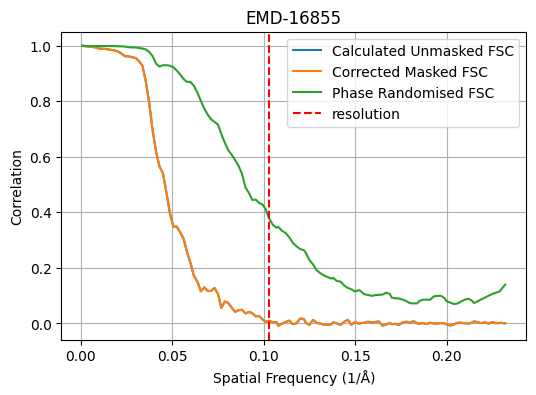 EMD-16855
Calculated Unmasked FSC
Corrected Masked FSC
Phase Randomised FSC
resolution
Correlation
1.0
0.8
0.6
0.4
0.2
0.0
0.00 0.05 0.10 0.15 0.20
Spatial Frequency (1/Å)